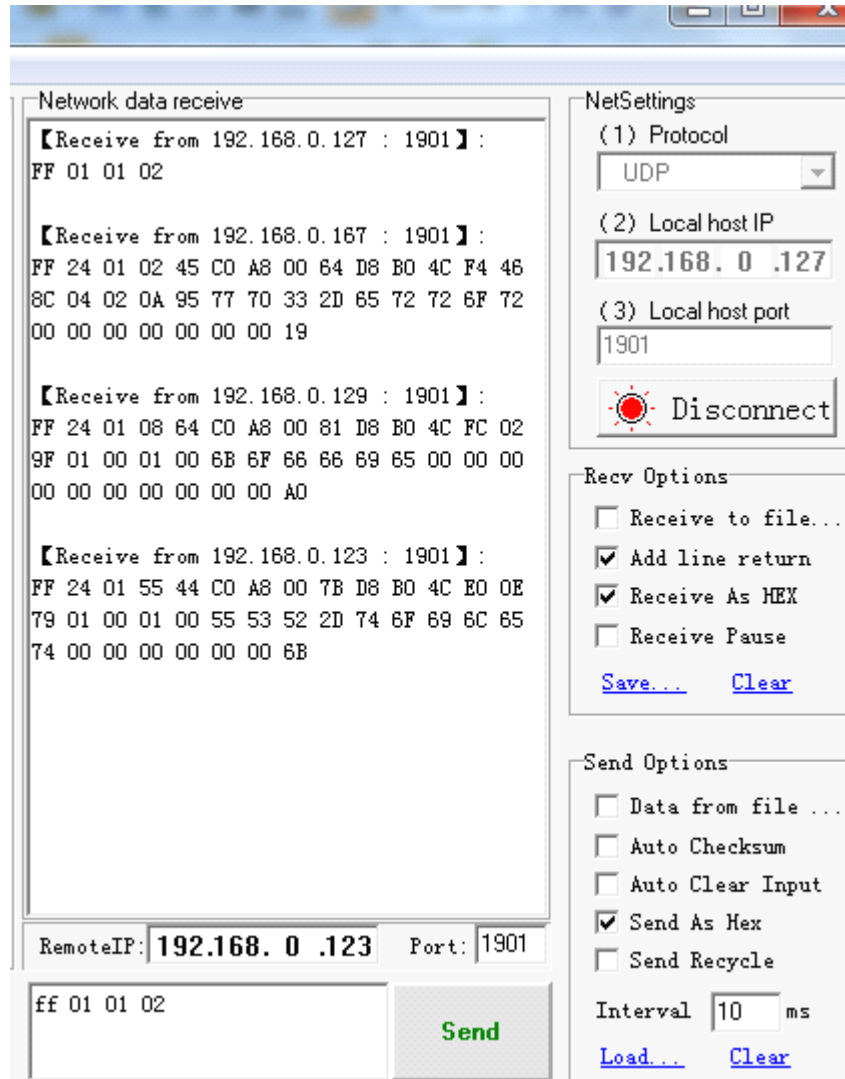 Network data receive
【Receive from 192.168.0.127 : 1901】:
FF 01 01 02
【Receive from 192.168.0.167 : 1901】:
FF 24 01 02 45 C0 A8 00 64 D8 B0 4C F4 46
8C 04 02 0A 95 77 70 33 2D 65 72 72 6F 72
00 00 00 00 00 00 00 19
【Receive from 192.168.0.129 : 1901】:
FF 24 01 08 64 C0 A8 00 81 D8 B0 4C FC 02
9F 01 00 01 00 6B 6F 66 66 69 65 00 00 00
00 00 00 00 00 00 00 A0
【Receive from 192.168.0.123 : 1901】:
FF 24 01 55 44 C0 A8 00 7B D8 B0 4C E0 0E
79 01 00 01 00 55 53 52 2D 74 6F 69 6C 65
74 00 00 00 00 00 00 6B
RemoteIP: 192.168. 0 .123 Port: 1901
ff 01 01 02
Send
NetSettings
(1) Protocol
UDP
(2) Local host IP
192.168. 0 .127
(3) Local host port
1901
Disconnect
Recv Options
Receive to file...
Add line return
Receive As HEX
Receive Pause
Save... Clear
Send Options
Data from file ...
Auto Checksum
Auto Clear Input
Send As Hex
Send Recycle
Interval 10 ms
Load... Clear